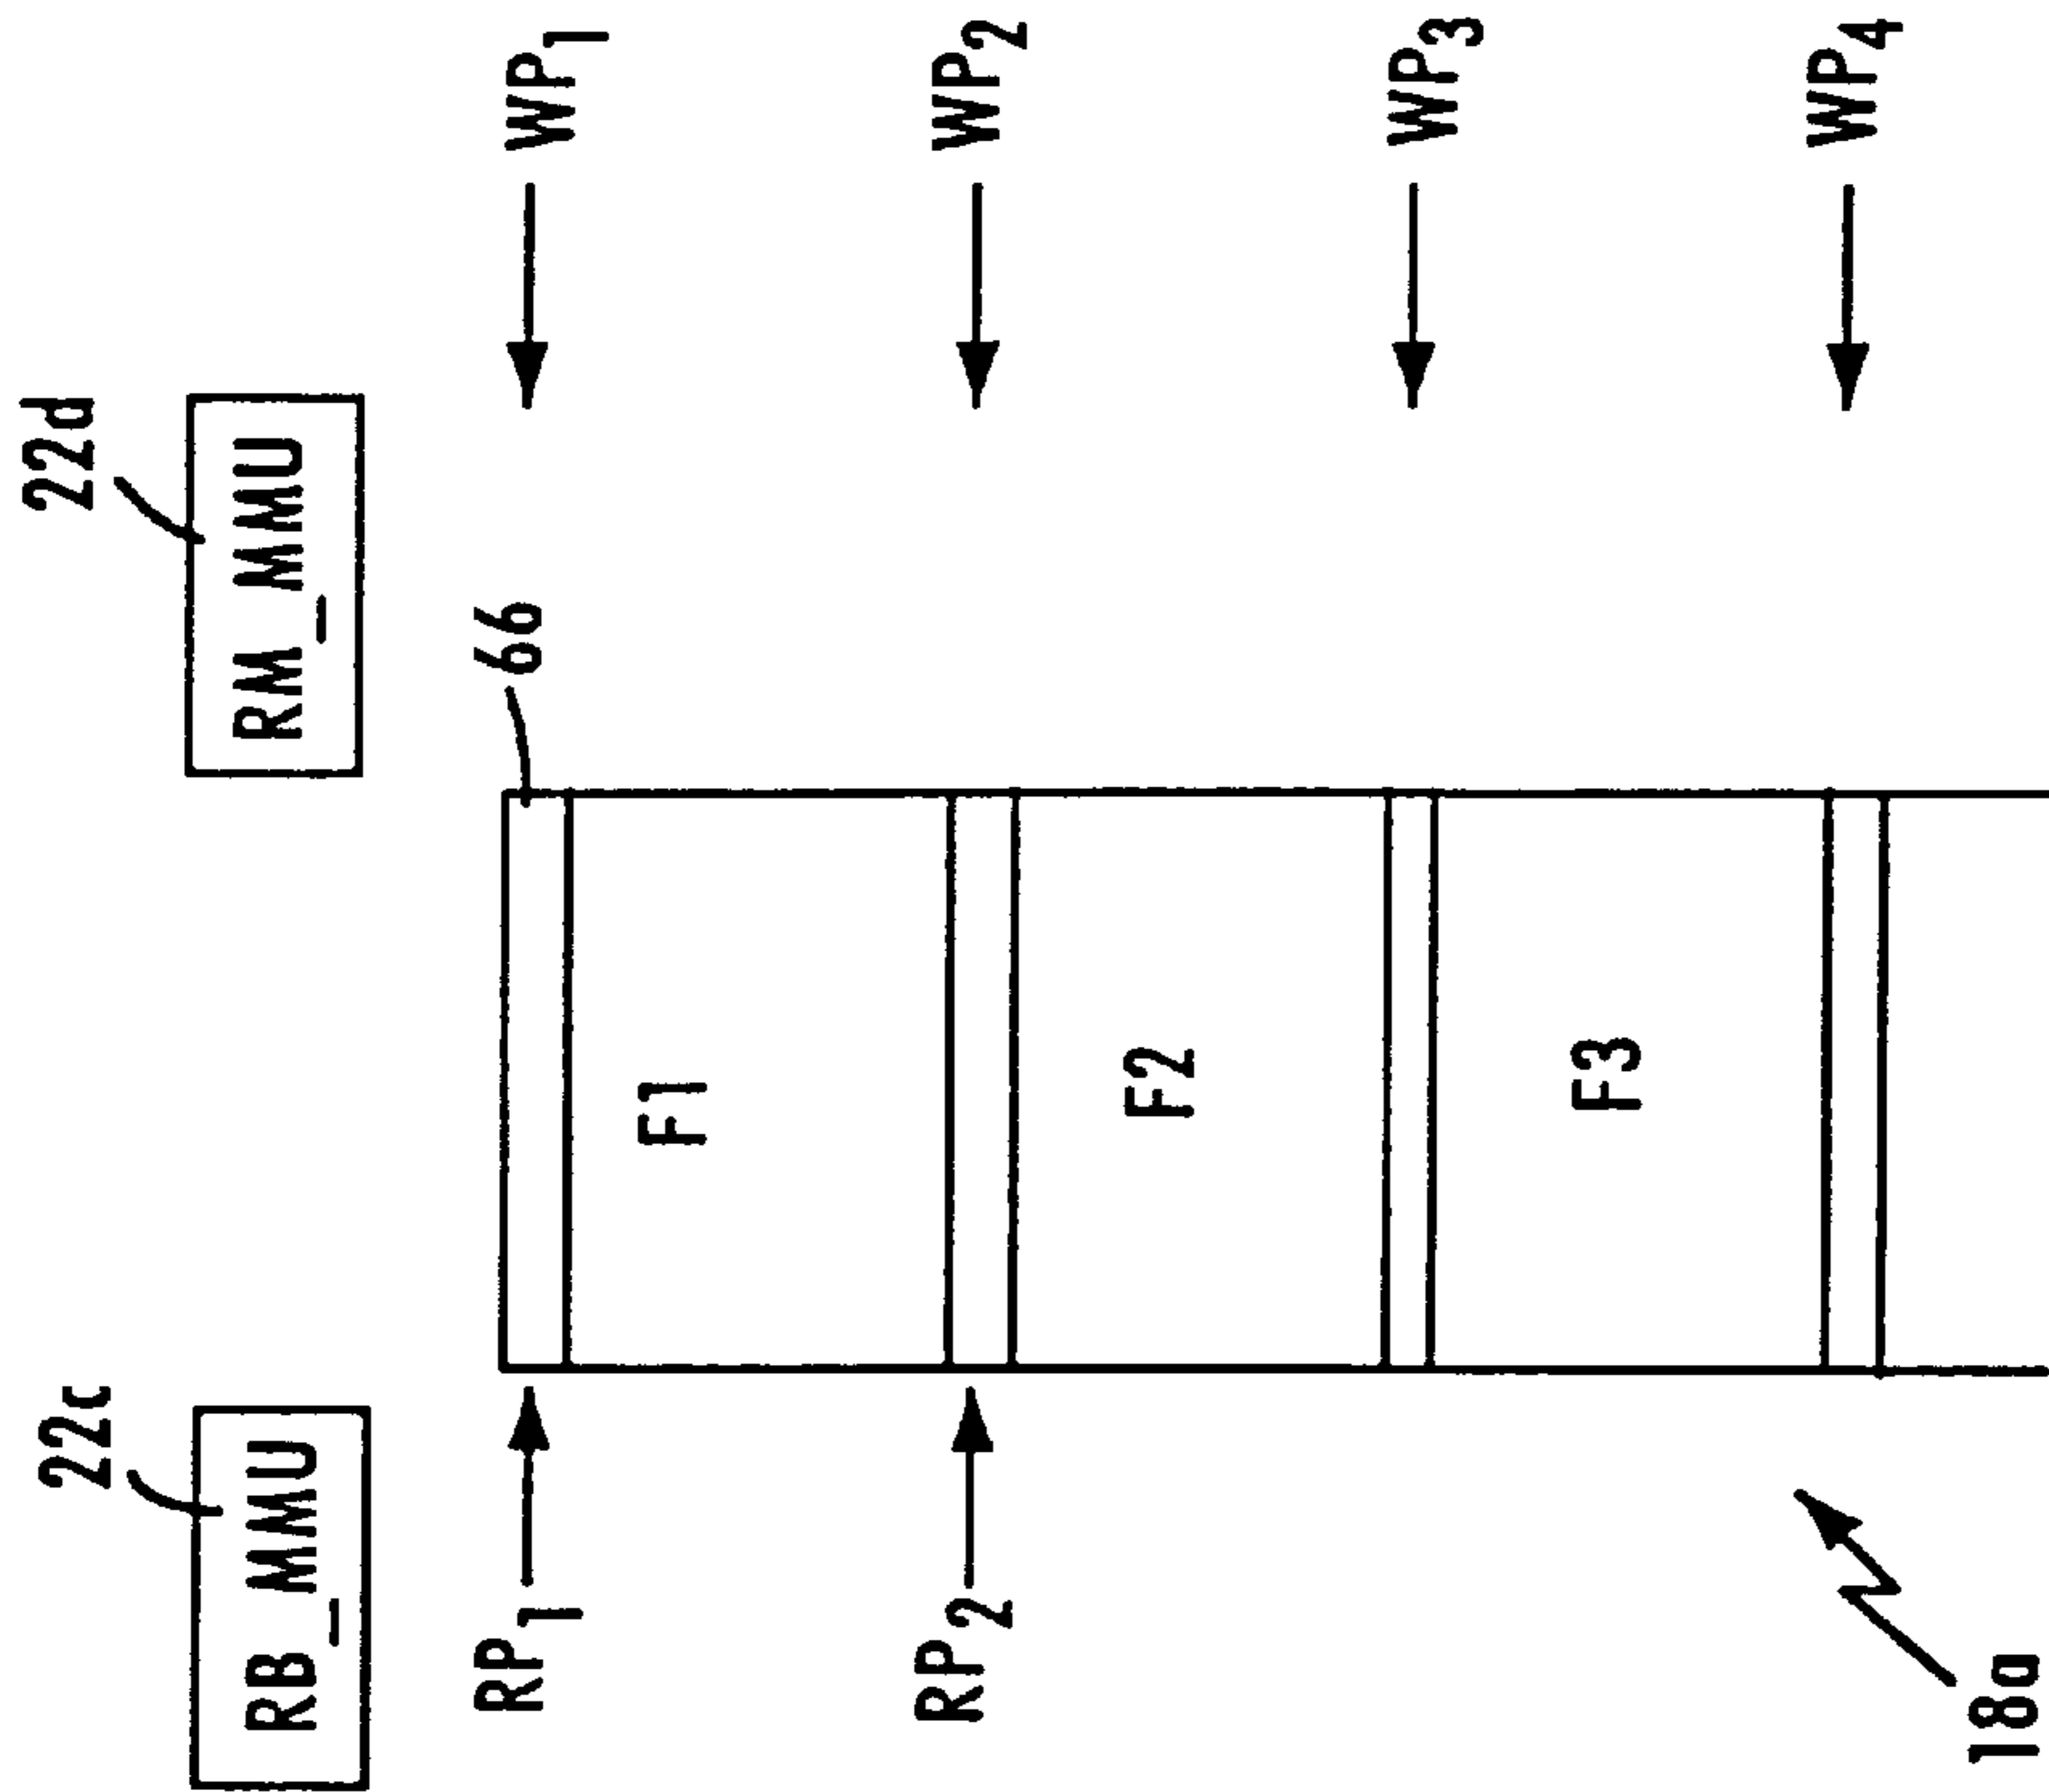 22c
22d
RB_MMU
RM_MMU
RP1
66
WP1
F1
RP2
WP2
F2
WP3
F3
WP4
18a